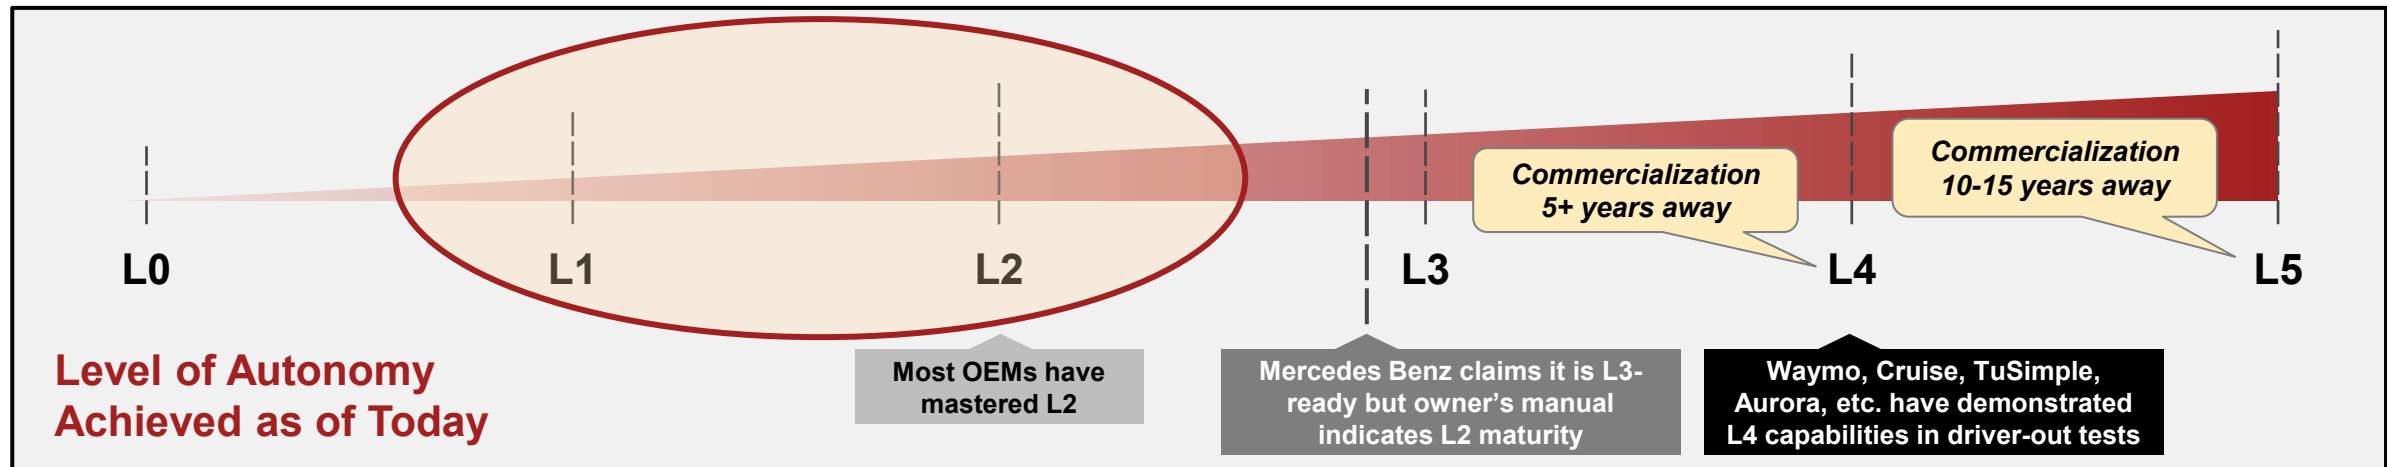 Commercialization
10-15 years away
Commercialization
5+ years away
L0
L1
L2
L3
L4
L5
Level of Autonomy
Achieved as of Today
Most OEMs have
mastered L2
Mercedes Benz claims it is L3-
ready but owner's manual
indicates L2 maturity
Waymo, Cruise, TuSimple,
Aurora, etc. have demonstrated
L4 capabilities in driver-out tests